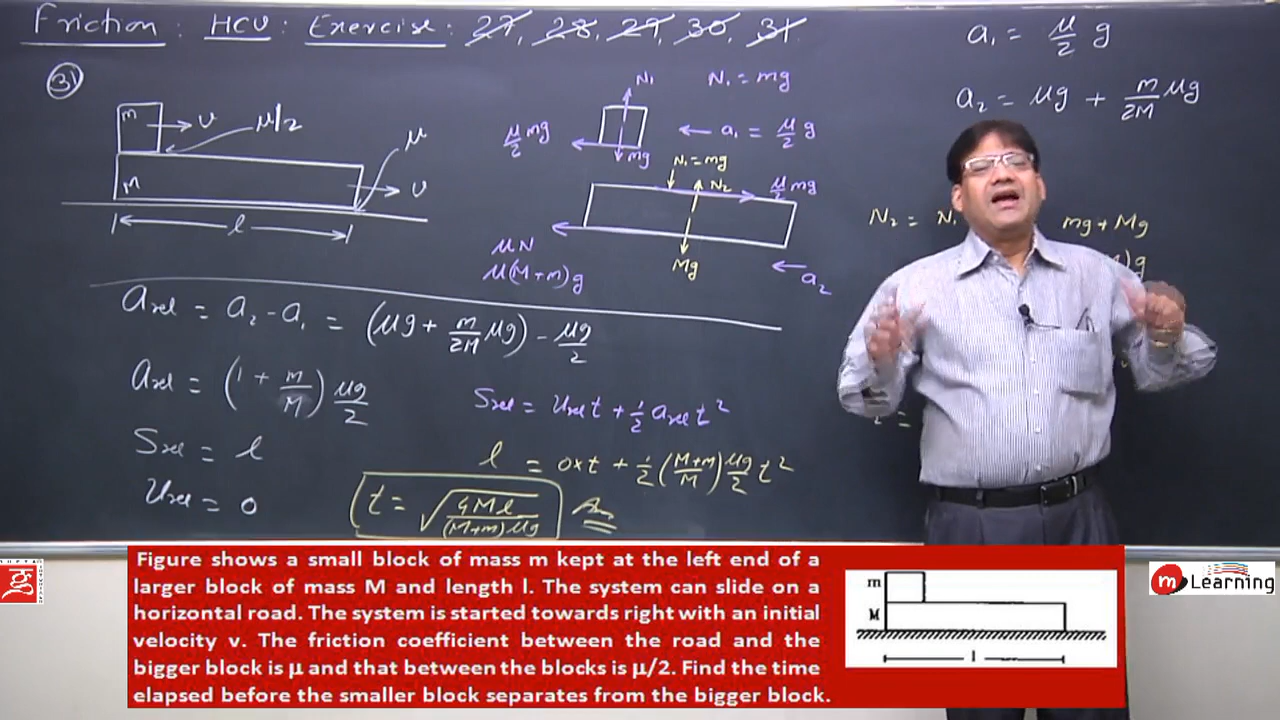 Friction : HCV : Exercise : 27, 28, 29, 30, 31
31
m
v
μ/2
μ
M
v
l
N₁
N₁ = mg
μ/2 mg
mg
a₁ = μ/2 g
N₁ = mg
N₂
μ/2 mg
μN
μ(M+m)g
Mg
a₂
a₁ = μ/2 g
a₂ = μg + m/2M μg
N₂ = N₁
mg + Mg
)g
a_rel = a₂ - a₁ = (μg + m/2M μg) - μg/2
a_rel = (1 + m/M) μg/2
S_rel = l
U_rel = 0
S_rel = U_rel t + 1/2 a_rel t²
l = 0×t + 1/2 (M+m/M) μg/2 t²
t = √4Ml/(M+m)μg Ans
Figure shows a small block of mass m kept at the left end of a
larger block of mass M and length l. The system can slide on a
horizontal road. The system is started towards right with an initial
velocity v. The friction coefficient between the road and the
bigger block is μ and that between the blocks is μ/2. Find the time
elapsed before the smaller block separates from the bigger block.
m
M
l
m Learning